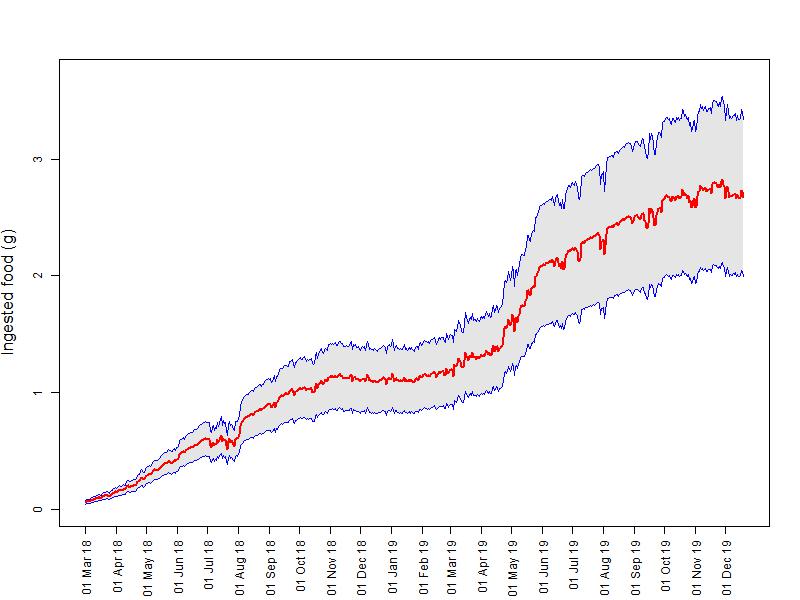 Ingested food (g)
3
2
1
0
01 Mar 18
01 Apr 18
01 May 18
01 Jun 18
01 Jul 18
01 Aug 18
01 Sep 18
01 Oct 18
01 Nov 18
01 Dec 18
01 Jan 19
01 Feb 19
01 Mar 19
01 Apr 19
01 May 19
01 Jun 19
01 Jul 19
01 Aug 19
01 Sep 19
01 Oct 19
01 Nov 19
01 Dec 19